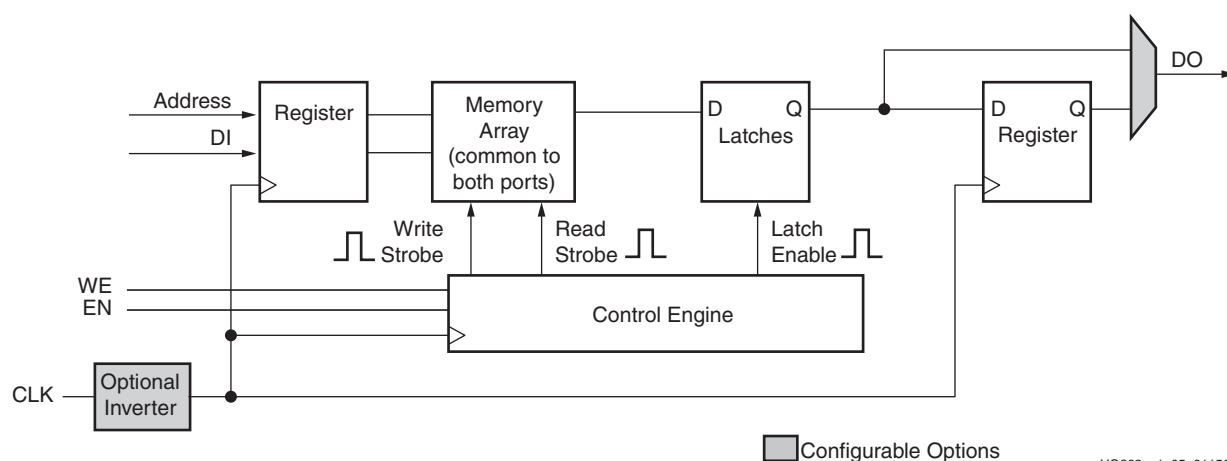 DO
Address
DI
Register
Memory
Array
(common to
both ports)
D Q
Latches
D Q
Register
Write
Strobe
Read
Strobe
Latch
Enable
WE
EN
Control Engine
CLK
Optional
Inverter
Configurable Options